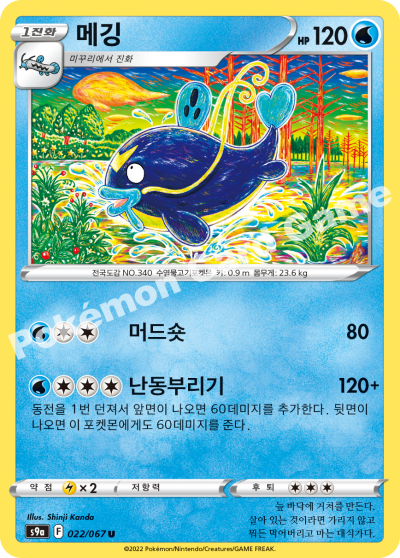 1진화 메깅 HP 120
미꾸리에서 진화
전국도감 NO.340 수염물고기포켓몬 키: 0.9 m 몸무게: 23.6 kg
머드숏 80
난동부리기 120+
동전을 1번 던져서 앞면이 나오면 60데미지를 추가한다. 뒷면이
나오면 이 포켓몬에게도 60데미지를 준다.
약점 ×2 저항력 후퇴
Illus. Shinji Kanda
s9a F 022/067 U
늪 바닥에 거처를 만든다.
살아 있는 것이라면 가리지 않고
뭐든 먹어버리고 마는 대식가다.
©2022 Pokémon/Nintendo/Creatures/GAME FREAK.